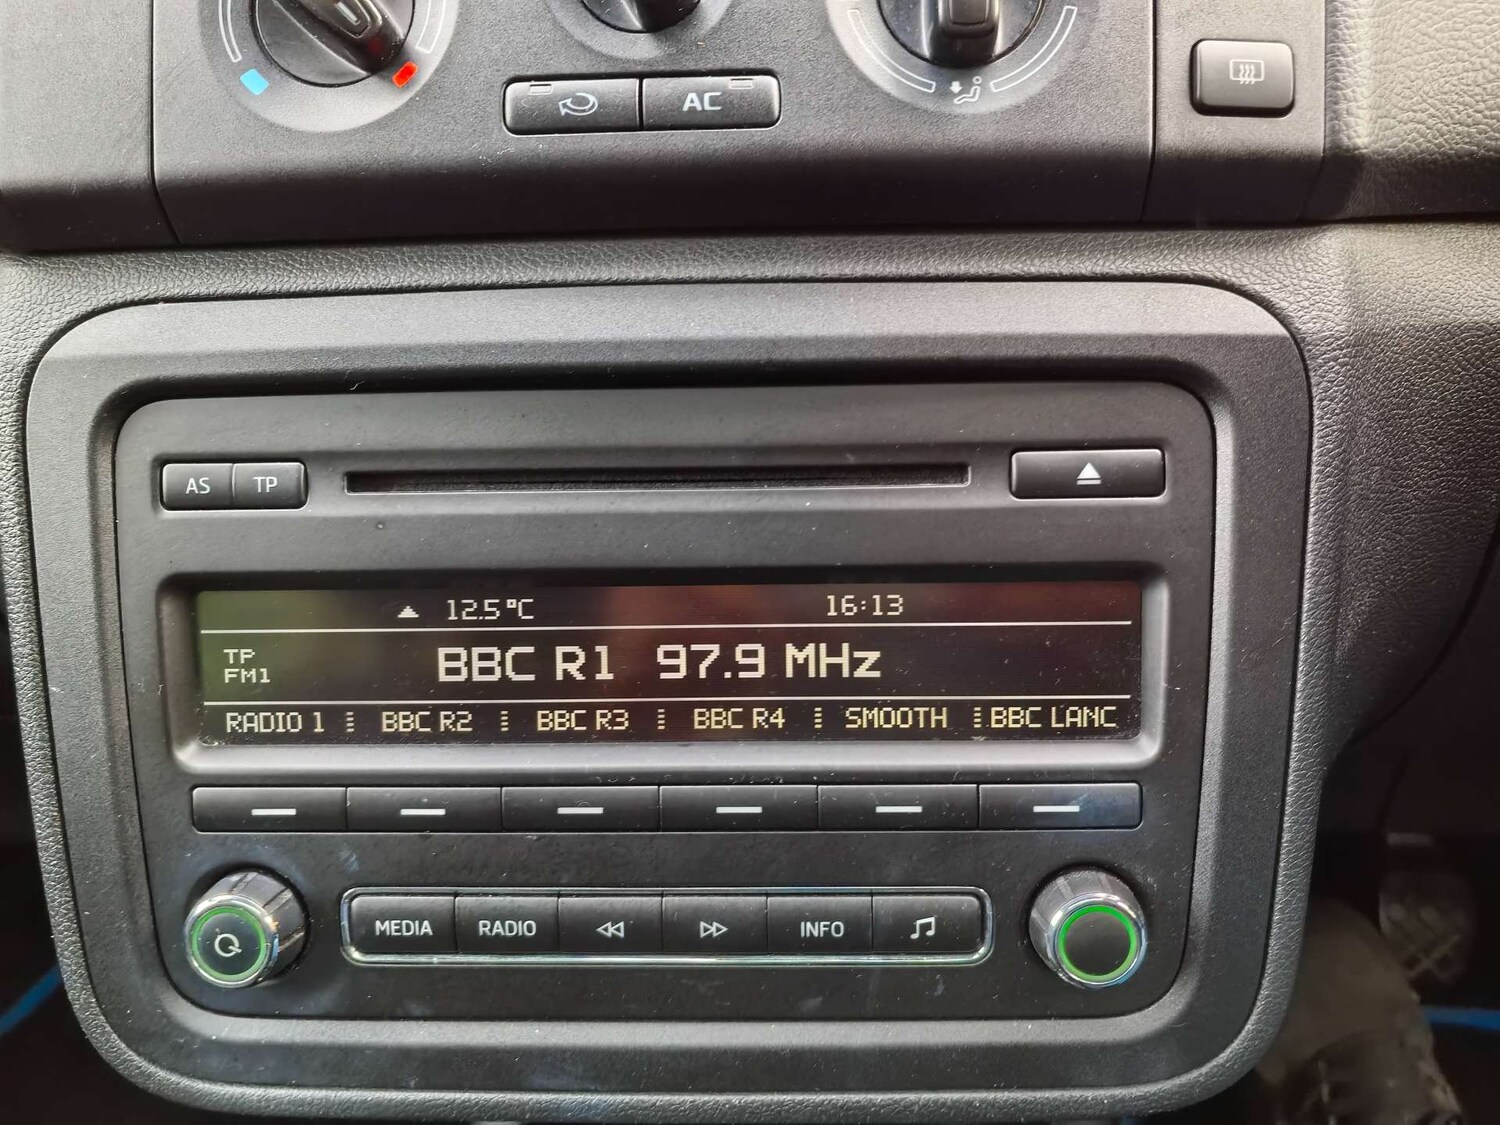 AC
AS TP
12.5°C 16:13
TP
FM1
BBC R1 97.9 MHz
RADIO 1 BBC R2 BBC R3 BBC R4 SMOOTH BBC LANC
MEDIA RADIO INFO